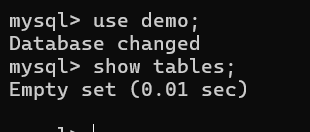 mysql> use demo;
Database changed
mysql> show tables;
Empty set (0.01 sec)